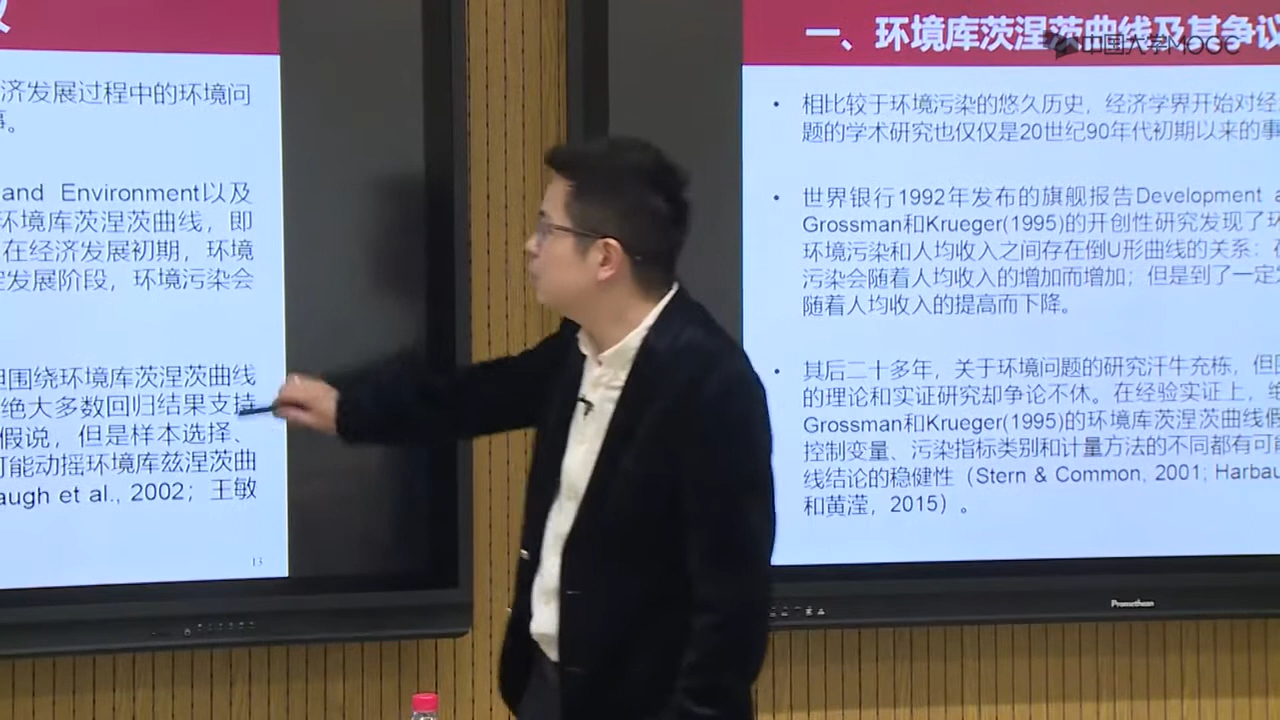 济发展过程中的环境问
事。
and Environment以及
环境库茨涅茨曲线，即
在经济发展初期，环境
定发展阶段，环境污染会
但围绕环境库茨涅茨曲线
绝大多数回归结果支持
假说，但是样本选择、
可能动摇环境库兹涅茨曲
augh et al., 2002；王敏
13
一、环境库茨涅茨曲线及其争议
中国大学MOOC
• 相比较于环境污染的悠久历史，经济学界开始对经
题的学术研究也仅仅是20世纪90年代初期以来的事
• 世界银行1992年发布的旗舰报告Development a
Grossman和Krueger(1995)的开创性研究发现了环
环境污染和人均收入之间存在倒U形曲线的关系：在
污染会随着人均收入的增加而增加；但是到了一定
随着人均收入的提高而下降。
• 其后二十多年，关于环境问题的研究汗牛充栋，但
的理论和实证研究却争论不休。在经验实证上，绝
Grossman和Krueger(1995)的环境库茨涅茨曲线假
控制变量、污染指标类别和计量方法的不同都有可能
线结论的稳健性（Stern & Common, 2001; Harbau
和黄滢，2015）。
Promethean